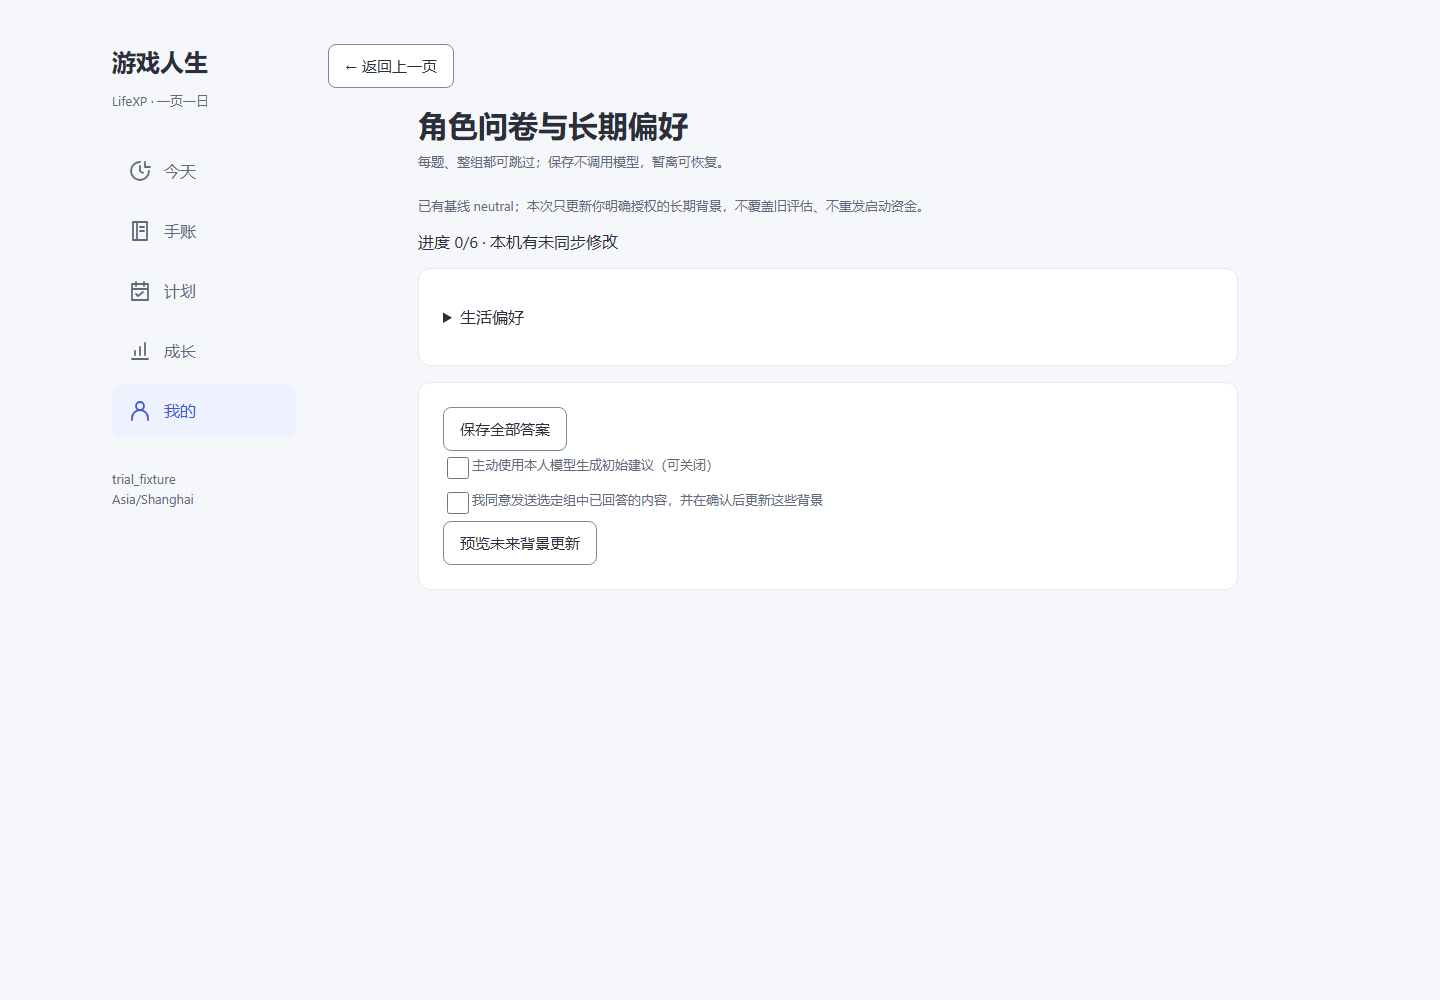 游戏人生
LifeXP · 一页一日
今天
手账
计划
成长
我的
trial_fixture
Asia/Shanghai
← 返回上一页
角色问卷与长期偏好
每题、整组都可跳过；保存不调用模型，暂离可恢复。
已有基线 neutral；本次只更新你明确授权的长期背景，不覆盖旧评估、不重发启动资金。
进度 0/6 · 本机有未同步修改
▶ 生活偏好
保存全部答案
主动使用本人模型生成初始建议（可关闭）
我同意发送选定组中已回答的内容，并在确认后更新这些背景
预览未来背景更新